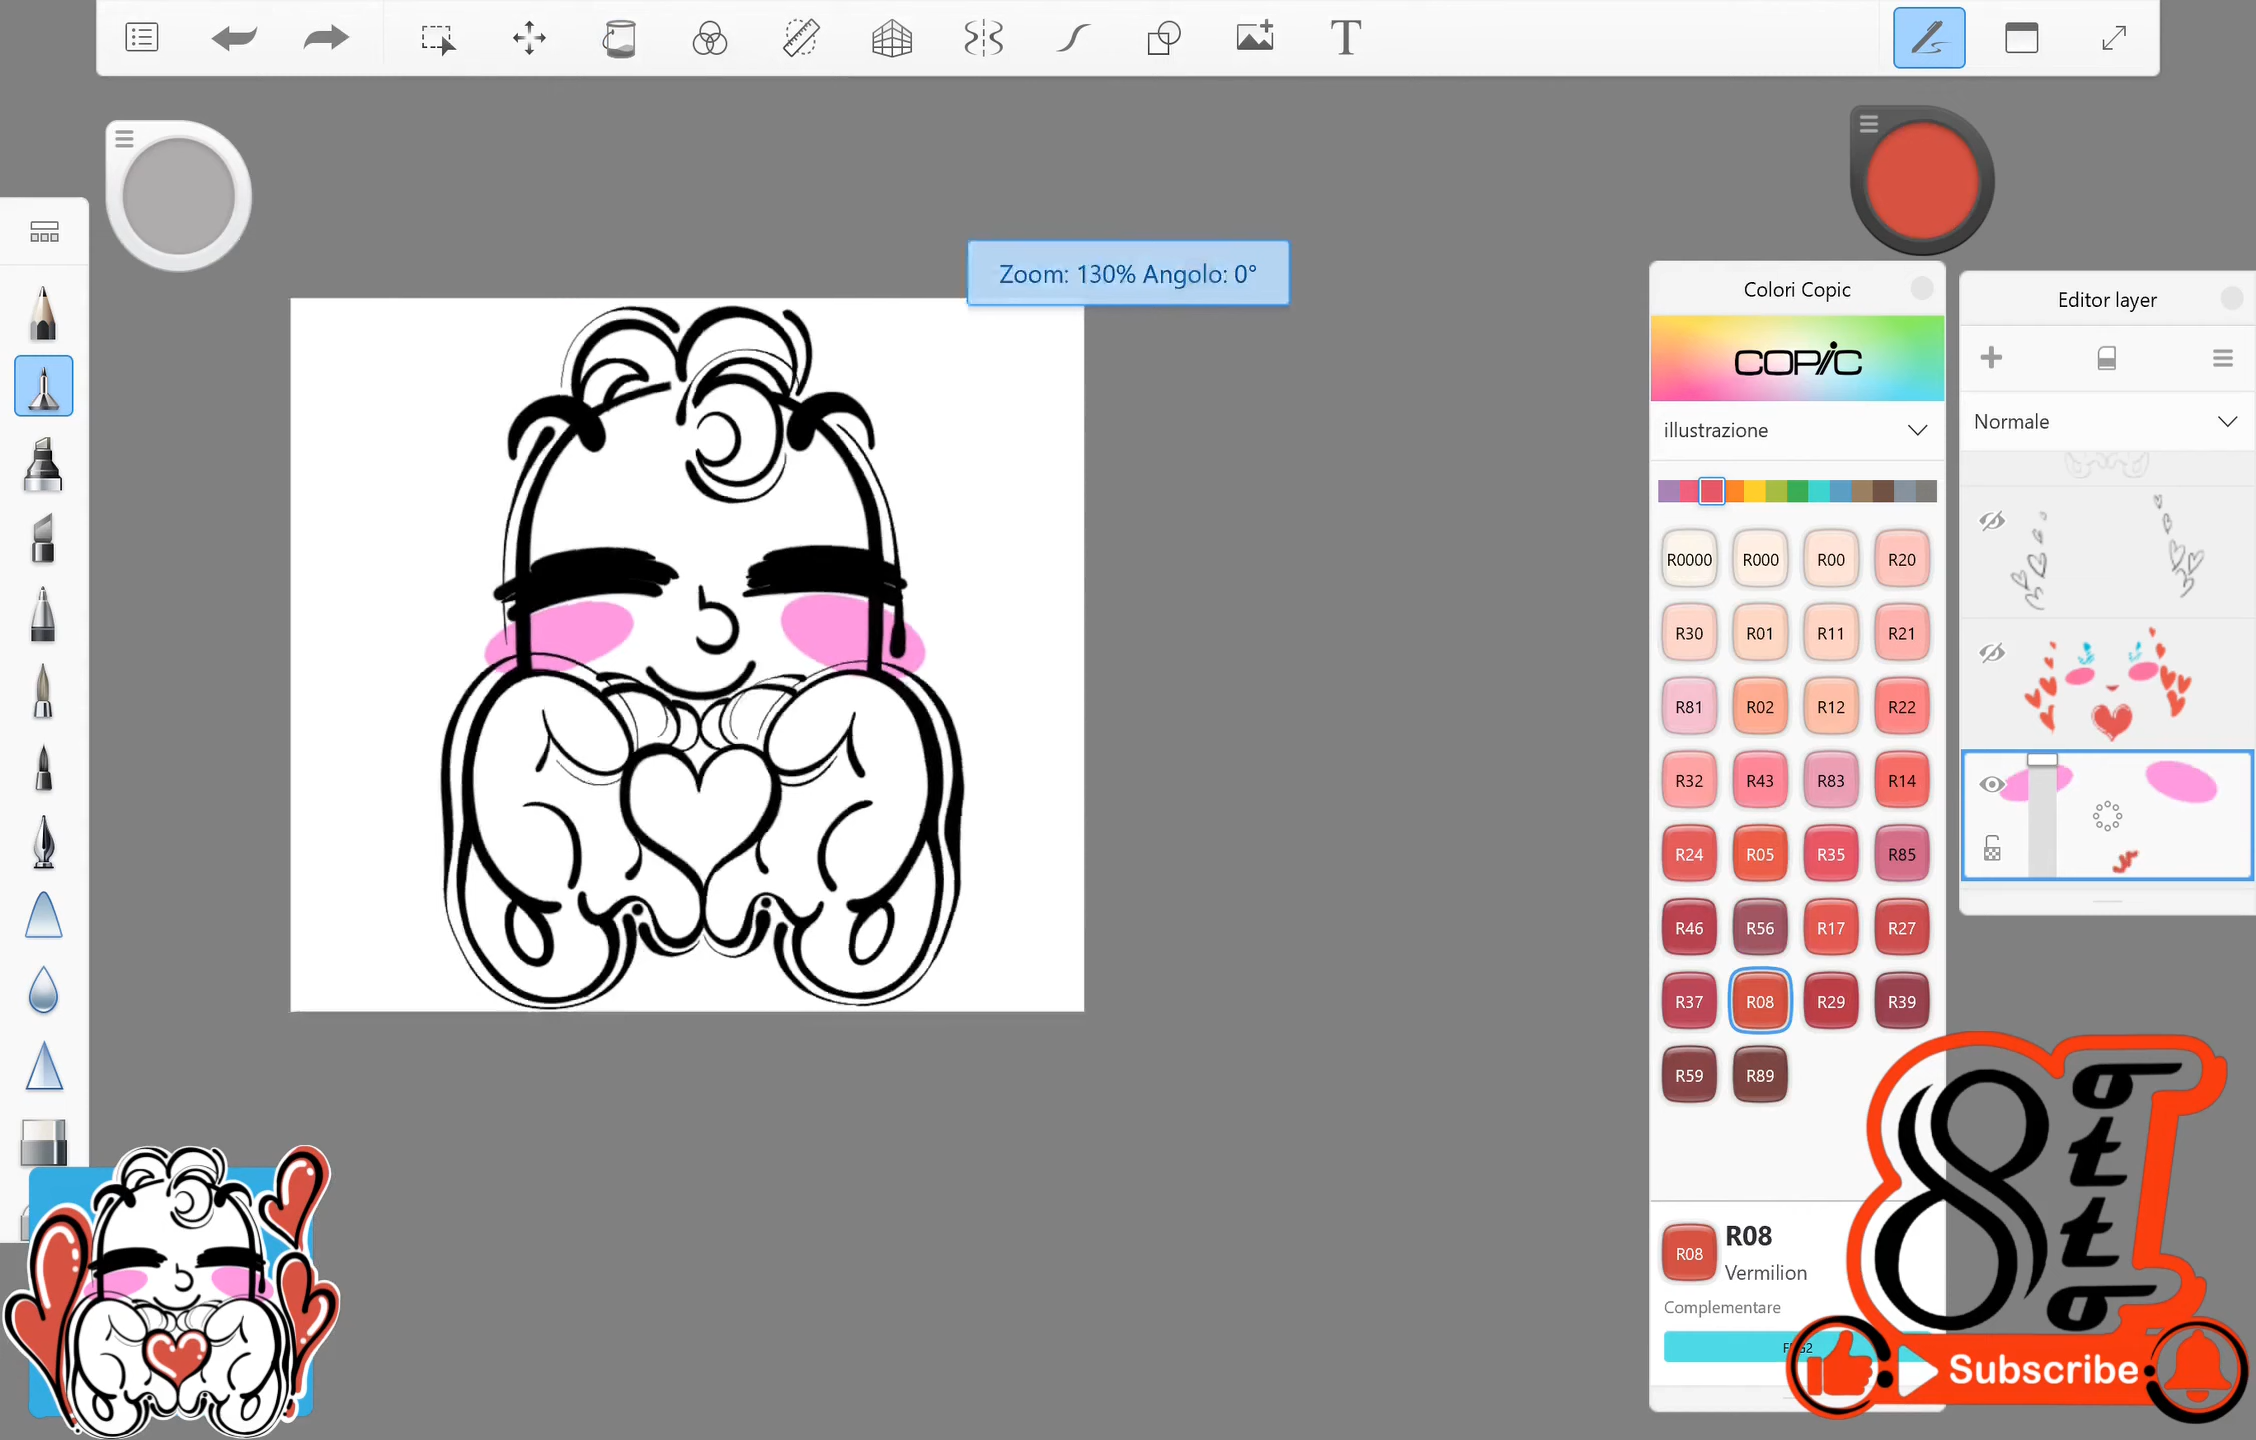 T
Zoom: 130% Angolo: 0°
Colori Copic
COPIC
illustrazione
R0000 R000 R00 R20
R30 R01 R11 R21
R81 R02 R12 R22
R32 R43 R83 R14
R24 R05 R35 R85
R46 R56 R17 R27
R37 R08 R29 R39
R59 R89
R08
R08
Vermilion
Complementare
Editor layer
Normale
8
otto
Subscribe